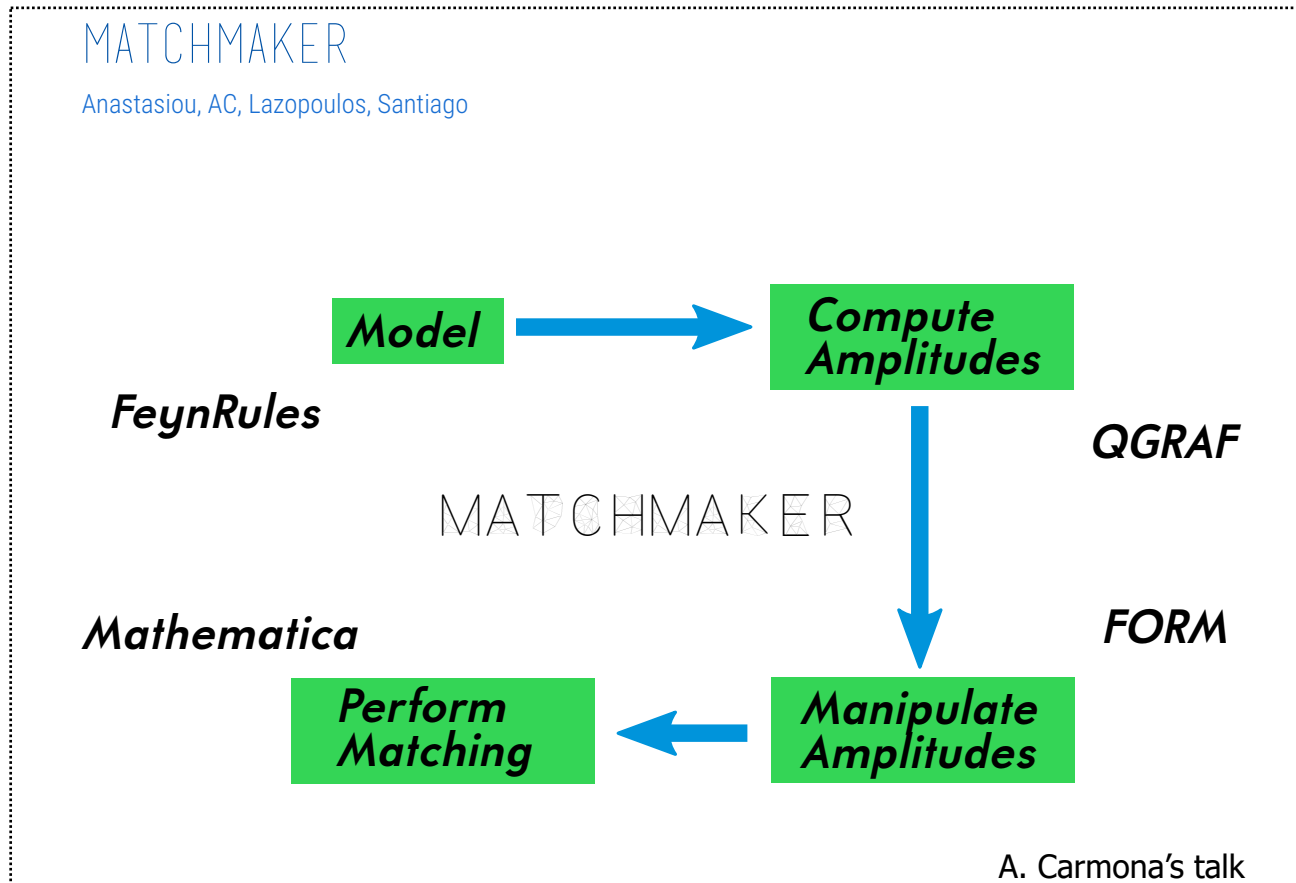 MATCHMAKER
Anastasiou, AC, Lazopoulos, Santiago
Model
Compute
Amplitudes
FeynRules
QGRAF
MATCHMAKER
Mathematica
FORM
Perform
Matching
Manipulate
Amplitudes
A. Carmona’s talk